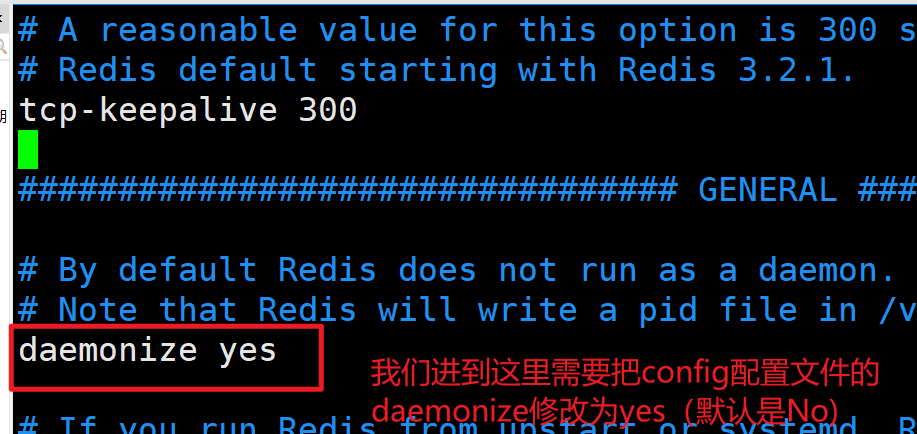 # A reasonable value for this option is 300 s
# Redis default starting with Redis 3.2.1.
tcp-keepalive 300
################################# GENERAL ###
# By default Redis does not run as a daemon.
# Note that Redis will write a pid file in /v
daemonize yes
我们进到这里需要把config配置文件的
daemonize修改为yes（默认是No)
# If you run Redis from upstart or systemd, R
期